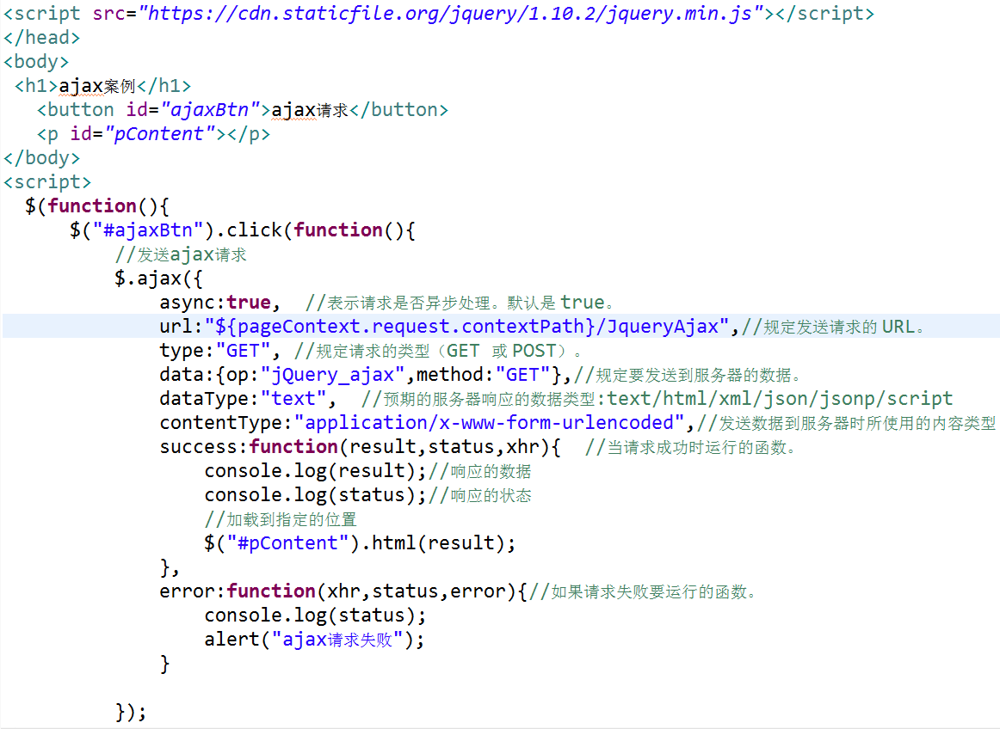 <script src="https://cdn.staticfile.org/jquery/1.10.2/jquery.min.js"></script>
</head>
<body>
<h1>ajax案例</h1>
<button id="ajaxBtn">ajax请求</button>
<p id="pContent"></p>
</body>
<script>
$(function(){
$("#ajaxBtn").click(function(){
//发送ajax请求
$.ajax({
async:true, //表示请求是否异步处理。默认是 true。
url:"${pageContext.request.contextPath}/JqueryAjax",//规定发送请求的 URL。
type:"GET", //规定请求的类型（GET 或 POST）。
data:{op:"jQuery_ajax",method:"GET"},//规定要发送到服务器的数据。
dataType:"text", //预期的服务器响应的数据类型:text/html/xml/json/jsonp/script
contentType:"application/x-www-form-urlencoded",//发送数据到服务器时所使用的内容类型
success:function(result,status,xhr){ //当请求成功时运行的函数。
console.log(result);//响应的数据
console.log(status);//响应的状态
//加载到指定的位置
$("#pContent").html(result);
},
error:function(xhr,status,error){//如果请求失败要运行的函数。
console.log(status);
alert("ajax请求失败");
}
});